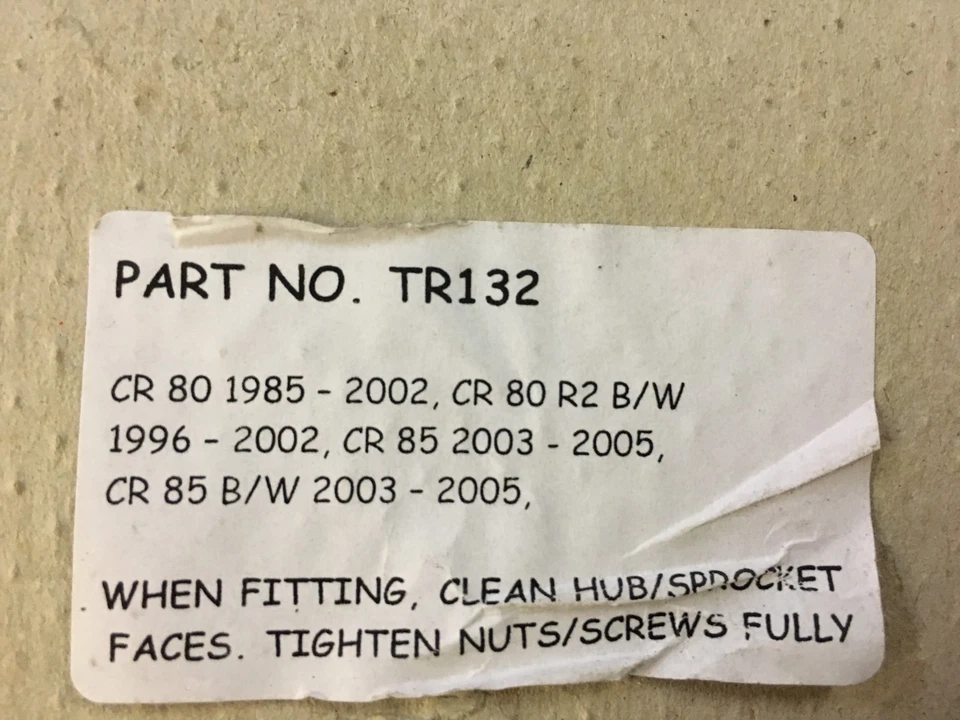 PART NO. TR132
CR 80 1985 - 2002, CR 80 R2 B/W
1996 - 2002, CR 85 2003 - 2005,
CR 85 B/W 2003 - 2005,
WHEN FITTING, CLEAN HUB/SPROCKET
FACES. TIGHTEN NUTS/SCREWS FULLY